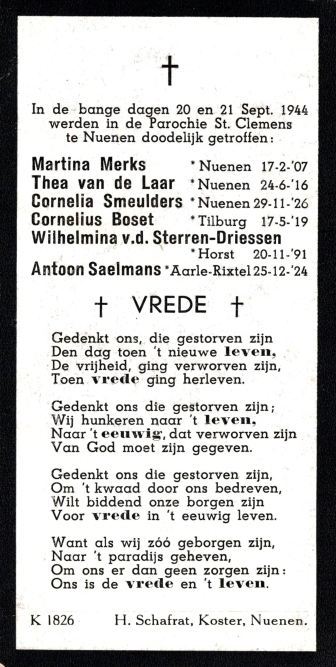 In de bange dagen 20 en 21 Sept. 1944
werden in de Parochie St. Clemens
te Nuenen doodelijk getroffen:
Martina Merks * Nuenen 17-2-'07
Thea van de Laar * Nuenen 24-6-'16
Cornelia Smeulders * Nuenen 29-11-'26
Cornelius Boset * Tilburg 17-5-'19
Wilhelmina v.d. Sterren-Driessen
* Horst 20-11-'91
Antoon Saelmans * Aarle-Rixtel 25-12-'24
† VREDE †
Gedenkt ons, die gestorven zijn
Den dag toen 't nieuwe leven,
De vrijheid, ging verworven zijn,
Toen vrede ging herleven.
Gedenkt ons die gestorven zijn;
Wij hunkeren naar 't leven,
Naar 't eeuwig, dat verworven zijn
Van God moet zijn gegeven.
Gedenkt ons die gestorven zijn,
Om 't kwaad door ons bedreven,
Wilt biddend onze borgen zijn
Voor vrede in 't eeuwig leven.
Want als wij zóó geborgen zijn,
Naar 't paradijs geheven,
Om ons er dan geen zorgen zijn:
Ons is de vrede en 't leven.
K 1826 H. Schafrat, Koster, Nuenen.